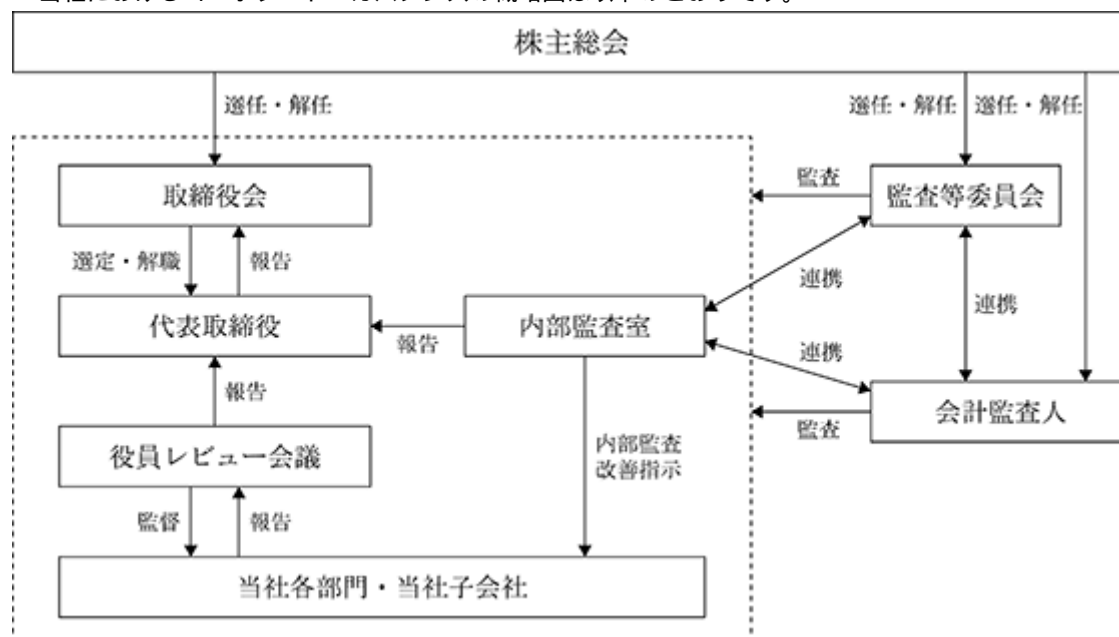 株主総会
選任・解任
選任・解任 選任・解任
取締役会
監査
監査等委員会
選定・解職
報告
連携
代表取締役
報告
内部監査室
連携
連携
報告
会計監査人
監査
役員レビュー会議
内部監査
改善指示
監督
報告
当社各部門・当社子会社